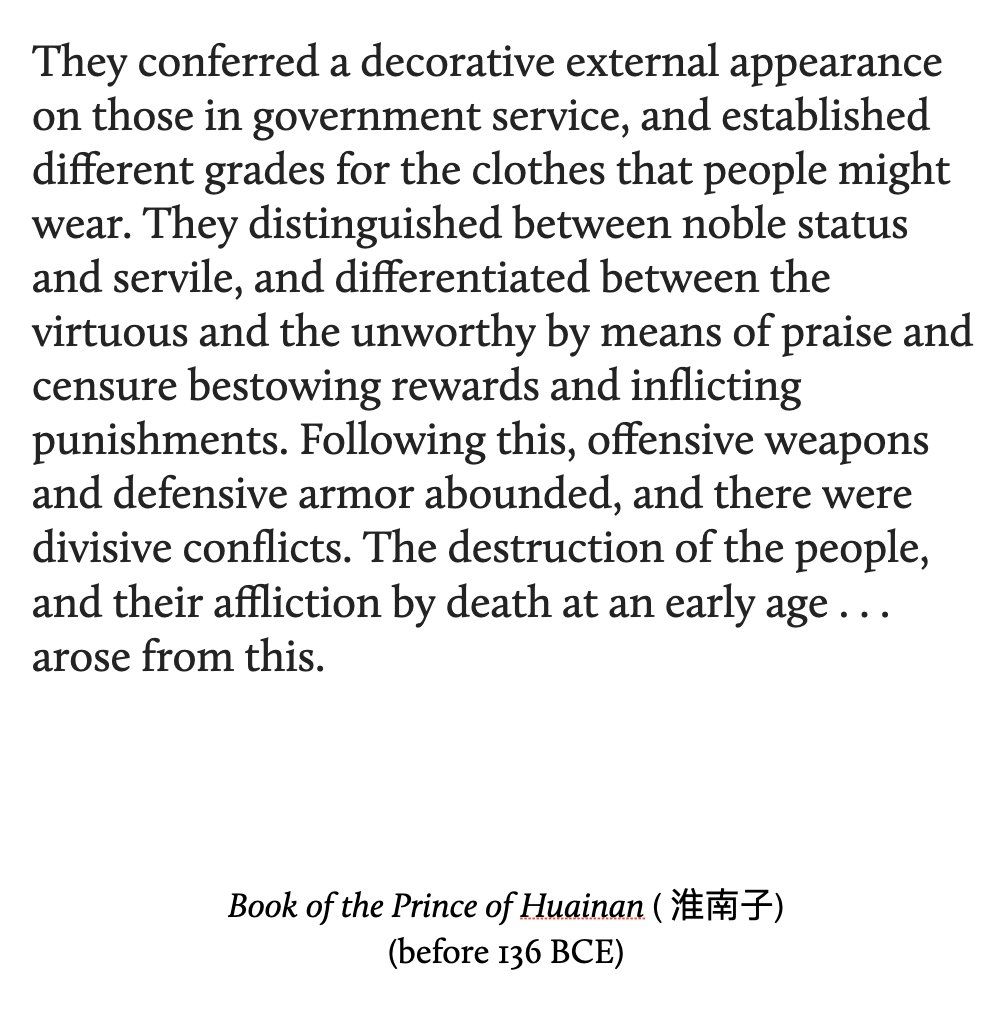 They conferred a decorative external appearance
on those in government service, and established
different grades for the clothes that people might
wear. They distinguished between noble status
and servile, and differentiated between the
virtuous and the unworthy by means of praise and
censure bestowing rewards and inflicting
punishments. Following this, offensive weapons
and defensive armor abounded, and there were
divisive conflicts. The destruction of the people,
and their affliction by death at an early age . . .
arose from this.
Book of the Prince of Huainan ( 淮南子)
(before 136 BCE)